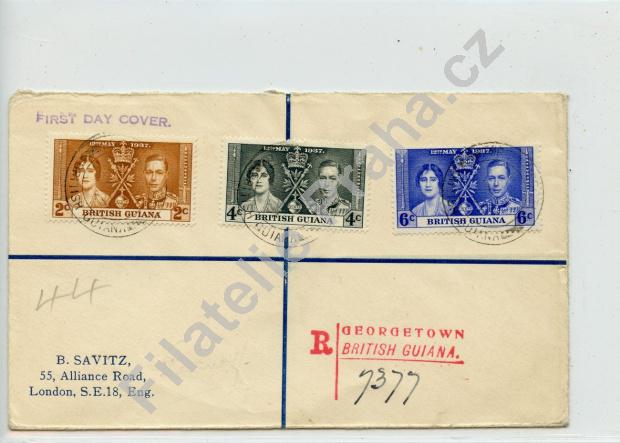 FIRST DAY COVER.
12TH MAY 1937.
2c 2c
BRITISH GUIANA
12TH MAY 1937.
4c 4c
BRITISH GUIANA
12TH MAY 1937.
6c 6c
BRITISH GUIANA
44
B. SAVITZ,
55, Alliance Road,
London, S.E.18, Eng.
R GEORGETOWN
BRITISH GUIANA.
7377
Filatelie-Praha.cz